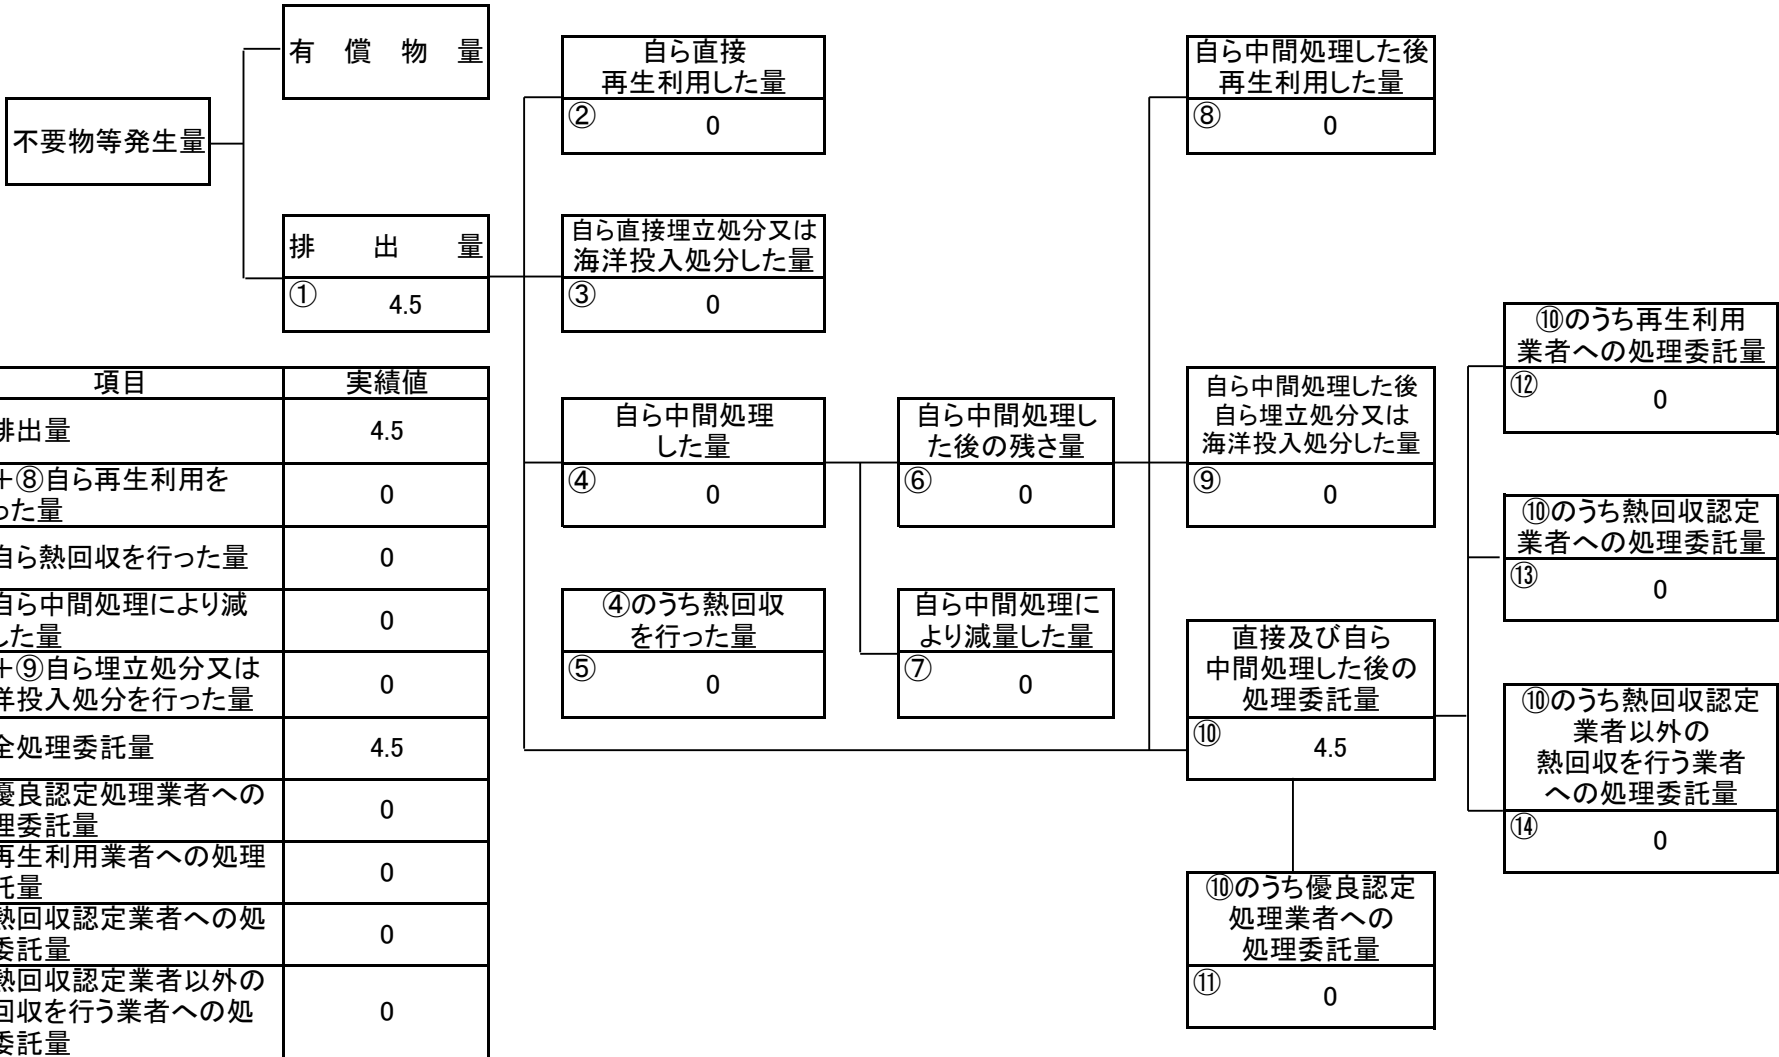 有償物量
不要物等発生量
排出量
① 4.5
自ら直接
再生利用した量
② 0
自ら直接埋立処分又は
海洋投入処分した量
③ 0
自ら中間処理
した量
④ 0
④のうち熱回収
を行った量
⑤ 0
自ら中間処理し
た後の残さ量
⑥ 0
自ら中間処理に
より減量した量
⑦ 0
自ら中間処理した後
再生利用した量
⑧ 0
自ら中間処理した後
自ら埋立処分又は
海洋投入処分した量
⑨ 0
直接及び自ら
中間処理した後の
処理委託量
⑩ 4.5
⑩のうち優良認定
処理業者への
処理委託量
⑪ 0
⑩のうち再生利用
業者への処理委託量
⑫ 0
⑩のうち熱回収認定
業者への処理委託量
⑬ 0
⑩のうち熱回収認定
業者以外の
熱回収を行う業者
への処理委託量
⑭ 0
項目 実績値
排出量 4.5
+⑧自ら再生利用を
った量 0
自ら熱回収を行った量 0
自ら中間処理により減
した量 0
+⑨自ら埋立処分又は
洋投入処分を行った量 0
全処理委託量 4.5
優良認定処理業者への
理委託量 0
再生利用業者への処理
託量 0
熱回収認定業者への処
委託量 0
熱回収認定業者以外の
回収を行う業者への処
委託量 0